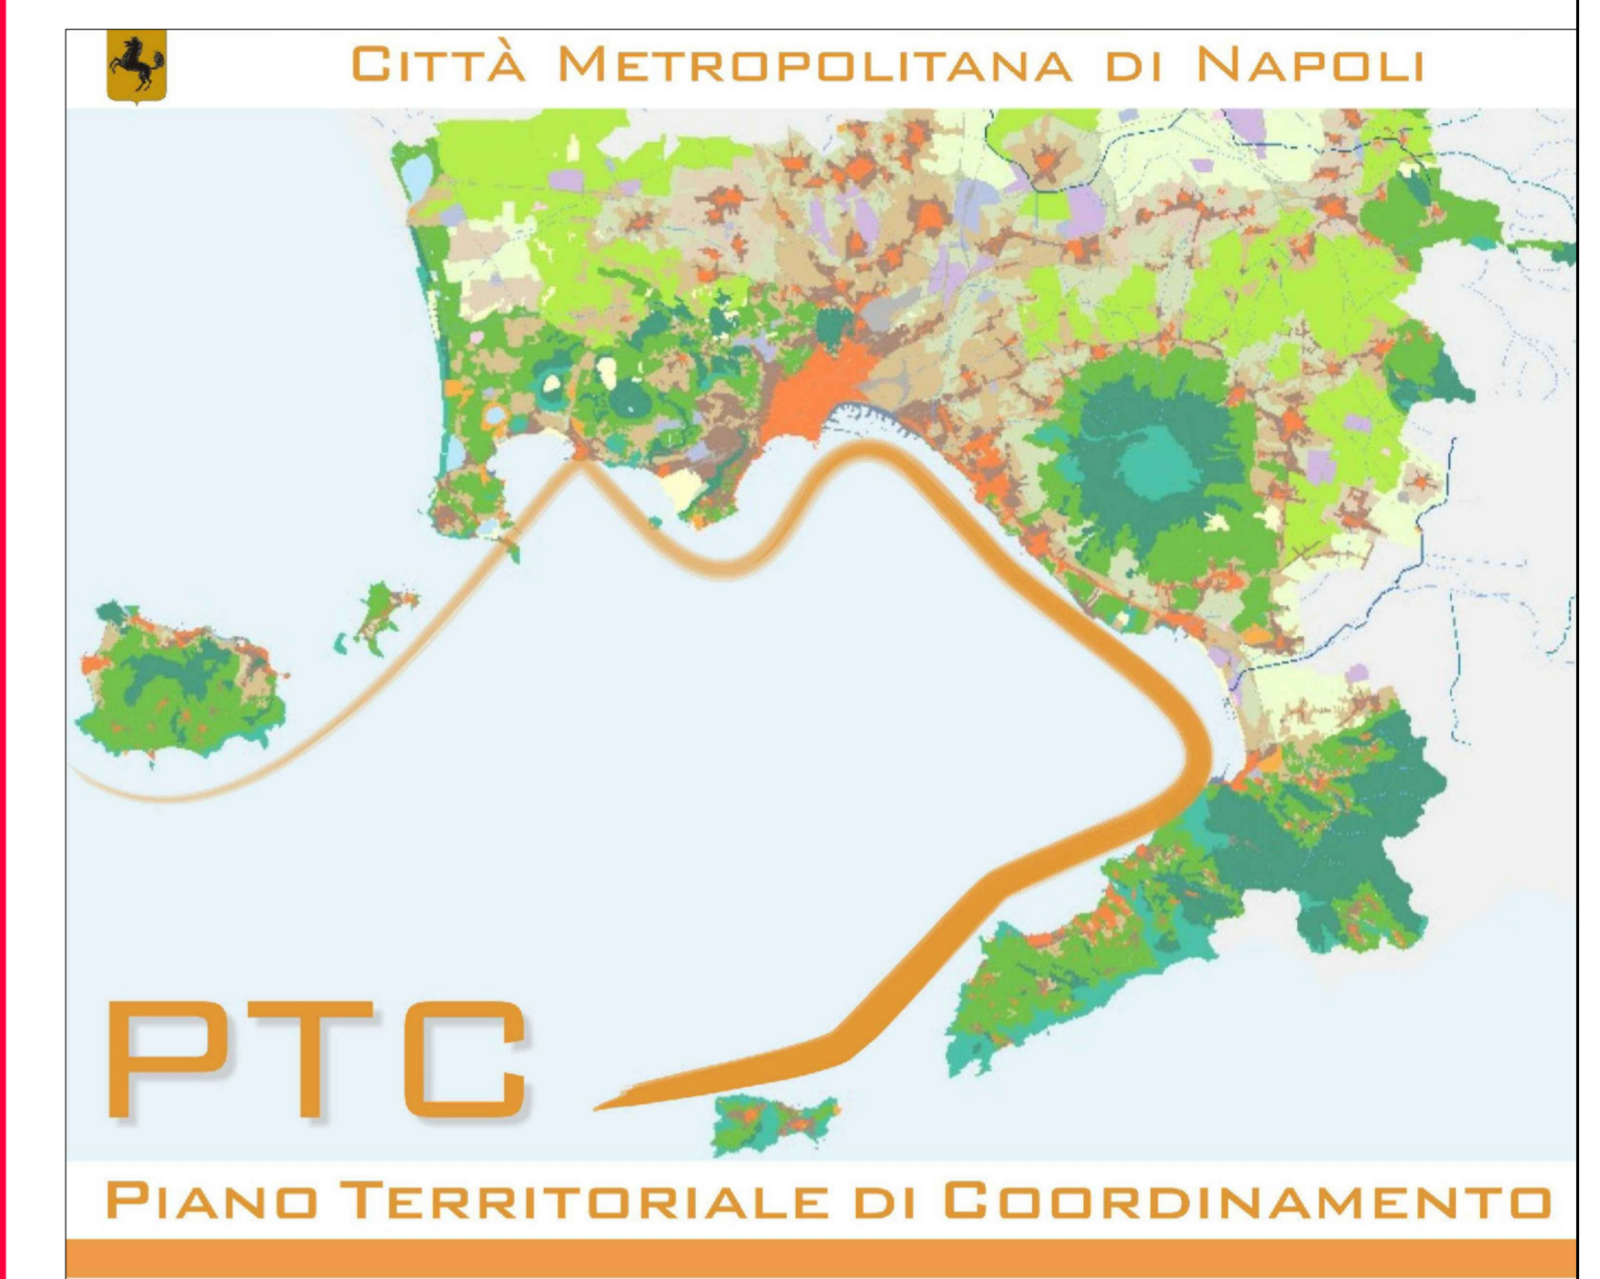 CITTÀ METROPOLITANA DI NAPOLI
PTC
PIANO TERRITORIALE DI COORDINAMENTO